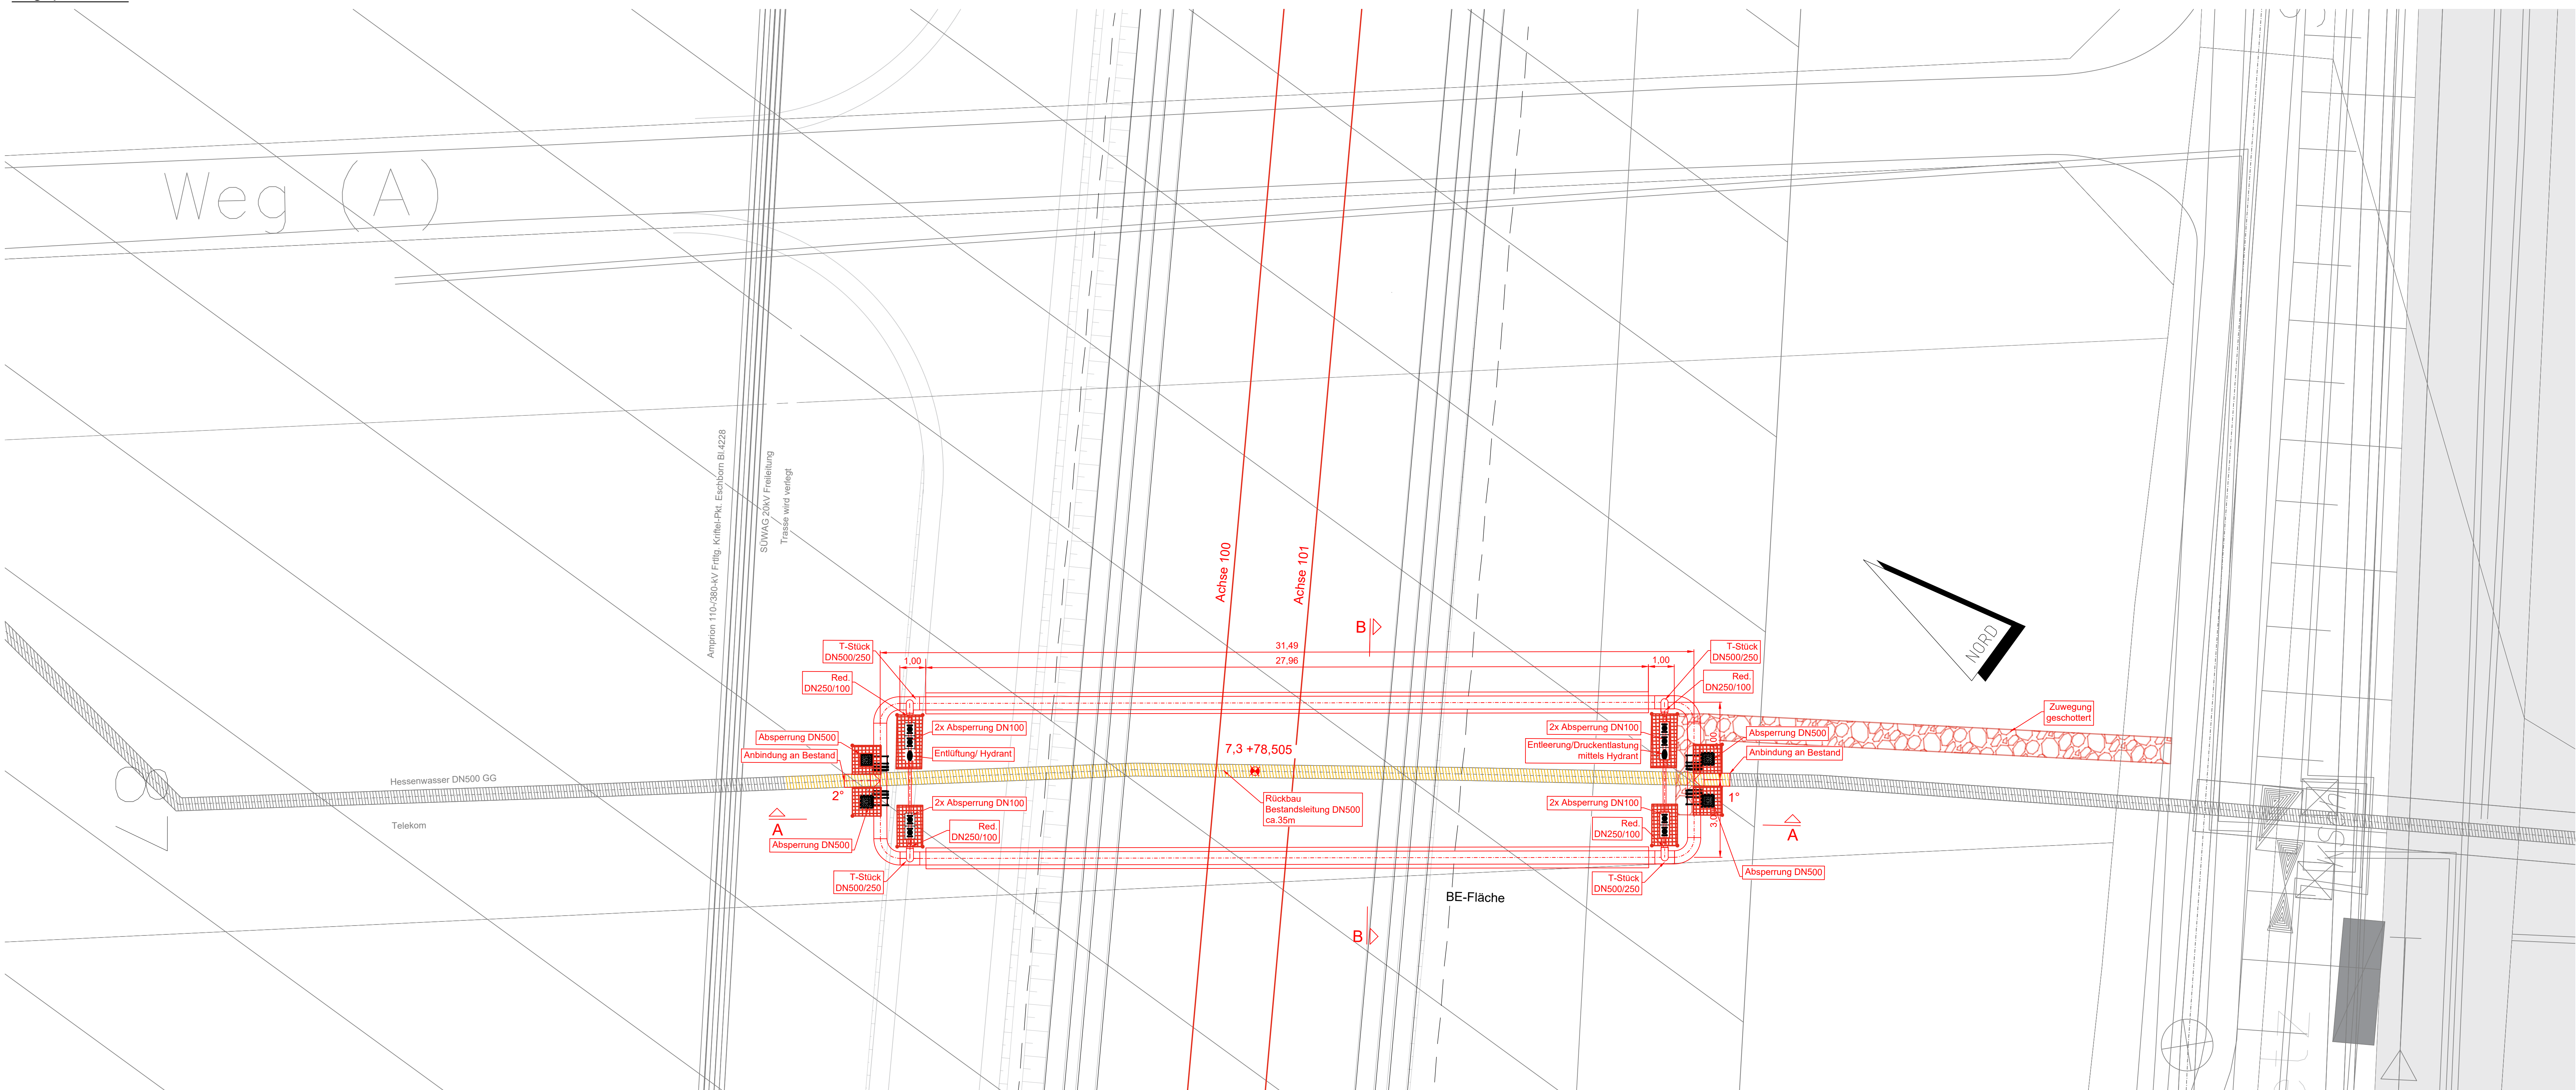 Weg (A)
Amprion 110-/380-kV Frltg. Kriftel-Pkt. Eschborn Bl.4228
SÜWAG 20kV Freileitung
Trasse wird verlegt
Achse 100
Achse 101
NORD
B
31,49
27,96
1,00
1,00
T-Stück
DN500/250
Red.
DN250/100
T-Stück
DN500/250
Red.
DN250/100
2x Absperrung DN100
Entlüftung/ Hydrant
Absperrung DN500
Anbindung an Bestand
7,3 +78,505
2x Absperrung DN100
Entleerung/Druckentlastung
mittels Hydrant
Absperrung DN500
Anbindung an Bestand
Zuwegung
geschottert
Hessenwasser DN500 GG
Telekom
2°
1°
A
Absperrung DN500
2x Absperrung DN100
Red.
DN250/100
Rückbau
Bestandsleitung DN500
ca.35m
2x Absperrung DN100
Red.
DN250/100
A
T-Stück
DN500/250
T-Stück
DN500/250
Absperrung DN500
BE-Fläche
B